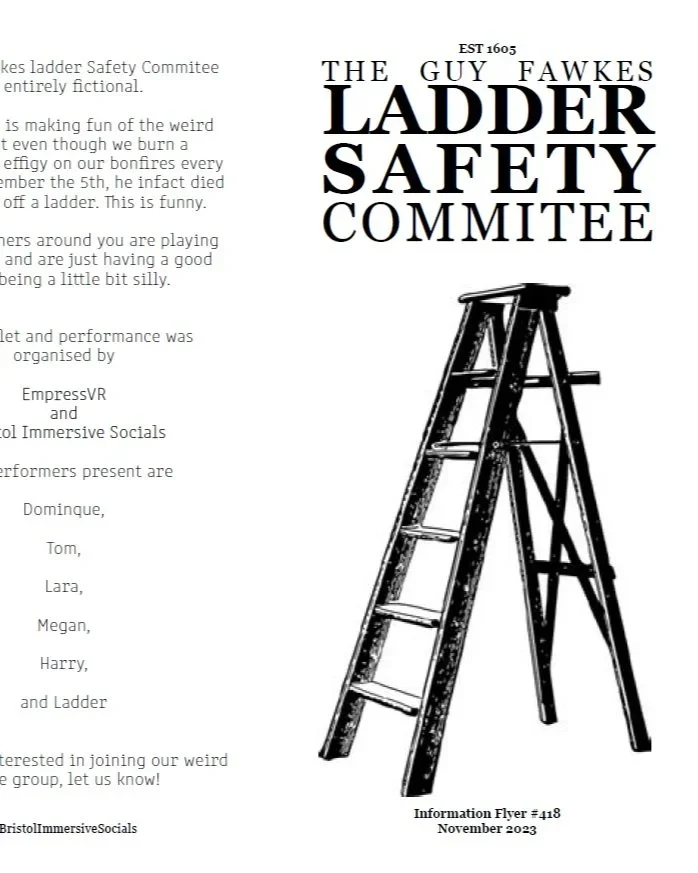 kes ladder Safety Commitee
entirely fictional.
is making fun of the weird
t even though we burn a
effigy on our bonfires every
ember the 5th, he infact died
off a ladder. This is funny.
ners around you are playing
and are just having a good
being a little bit silly.
let and performance was
organised by
EmpressVR
and
tol Immersive Socials
erformers present are
Dominque,
Tom,
Lara,
Megan,
Harry,
and Ladder
terested in joining our weird
e group, let us know!
BristolImmersiveSocials
EST 1605
THE GUY FAWKES
LADDER
SAFETY
COMMITEE
Information Flyer #418
November 2023